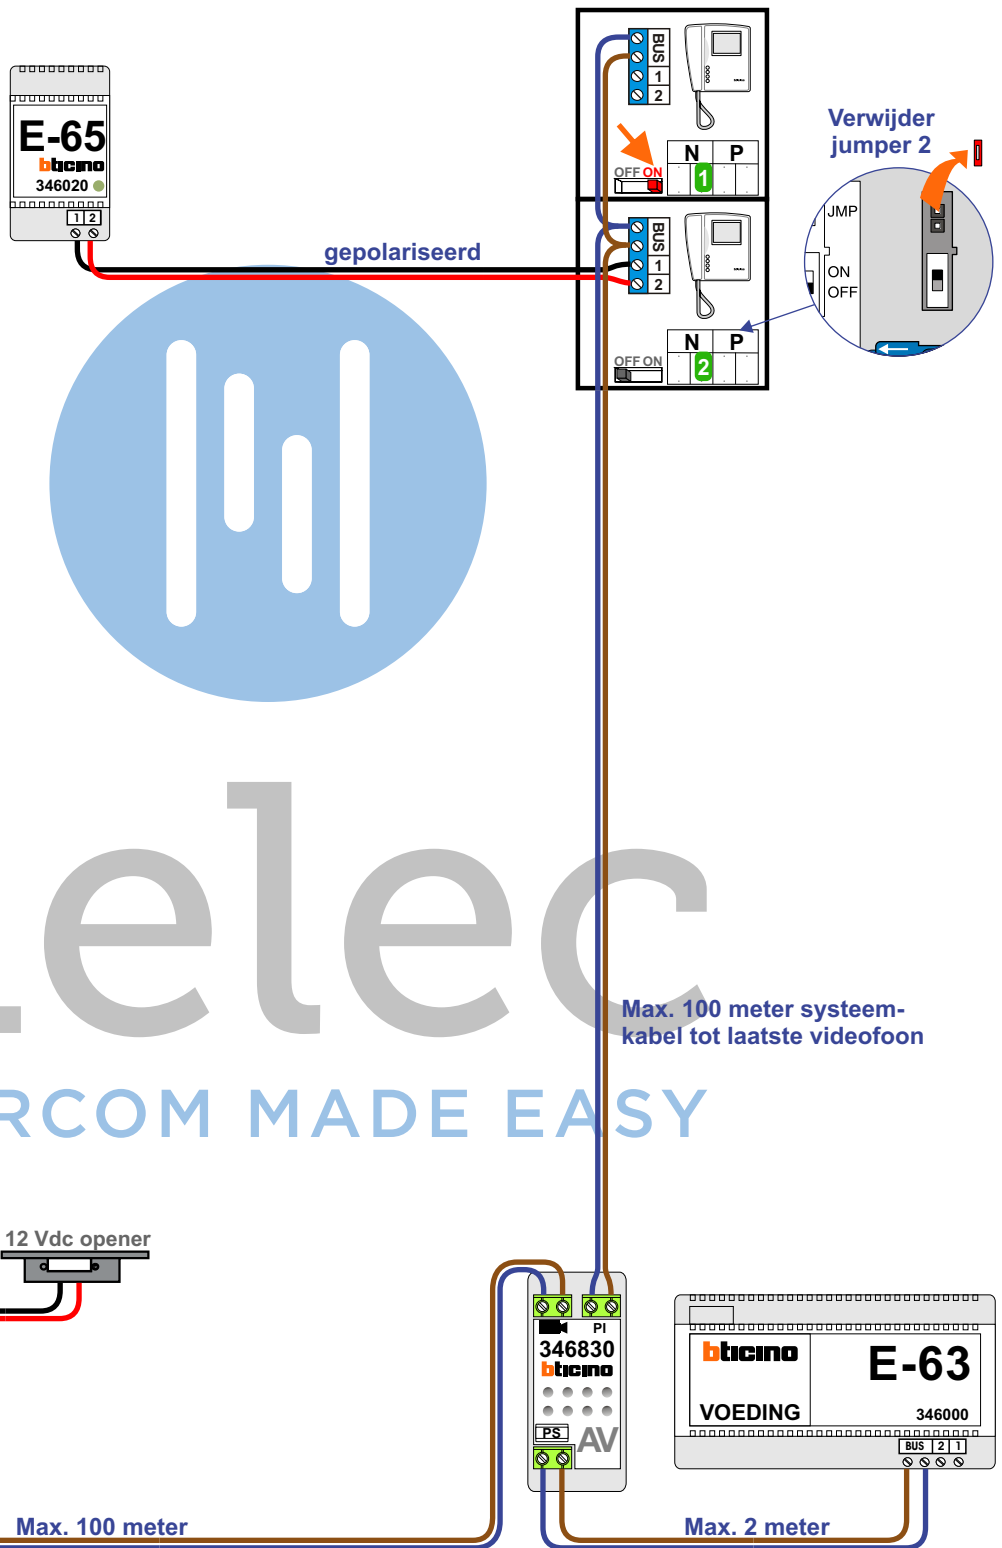 BUS
1
2
E-65
bticino
346020
1 2
N P
OFF ON
1
Verwijder
jumper 2
JMP
ON
OFF
gepolariseerd
BUS
1
2
N P
OFF ON
2
elec
Max. 100 meter systeem-
kabel tot laatste videofoon
RCOM MADE EASY
12 Vdc opener
PI
346830
bticino
PS
AV
bticino
E-63
VOEDING
346000
BUS 2 1
Max. 100 meter
Max. 2 meter